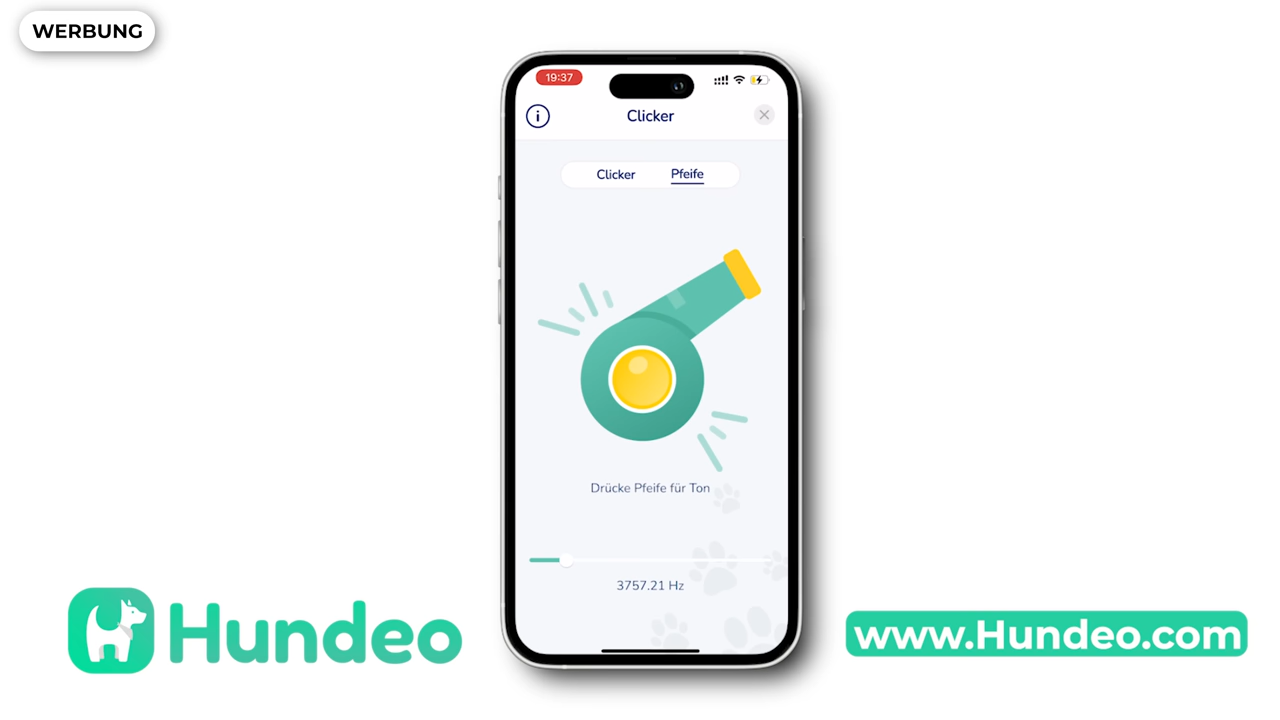 WERBUNG
19:37
i
Clicker
Clicker Pfeife
Drücke Pfeife für Ton
3757.21 Hz
Hundeo
www.Hundeo.com